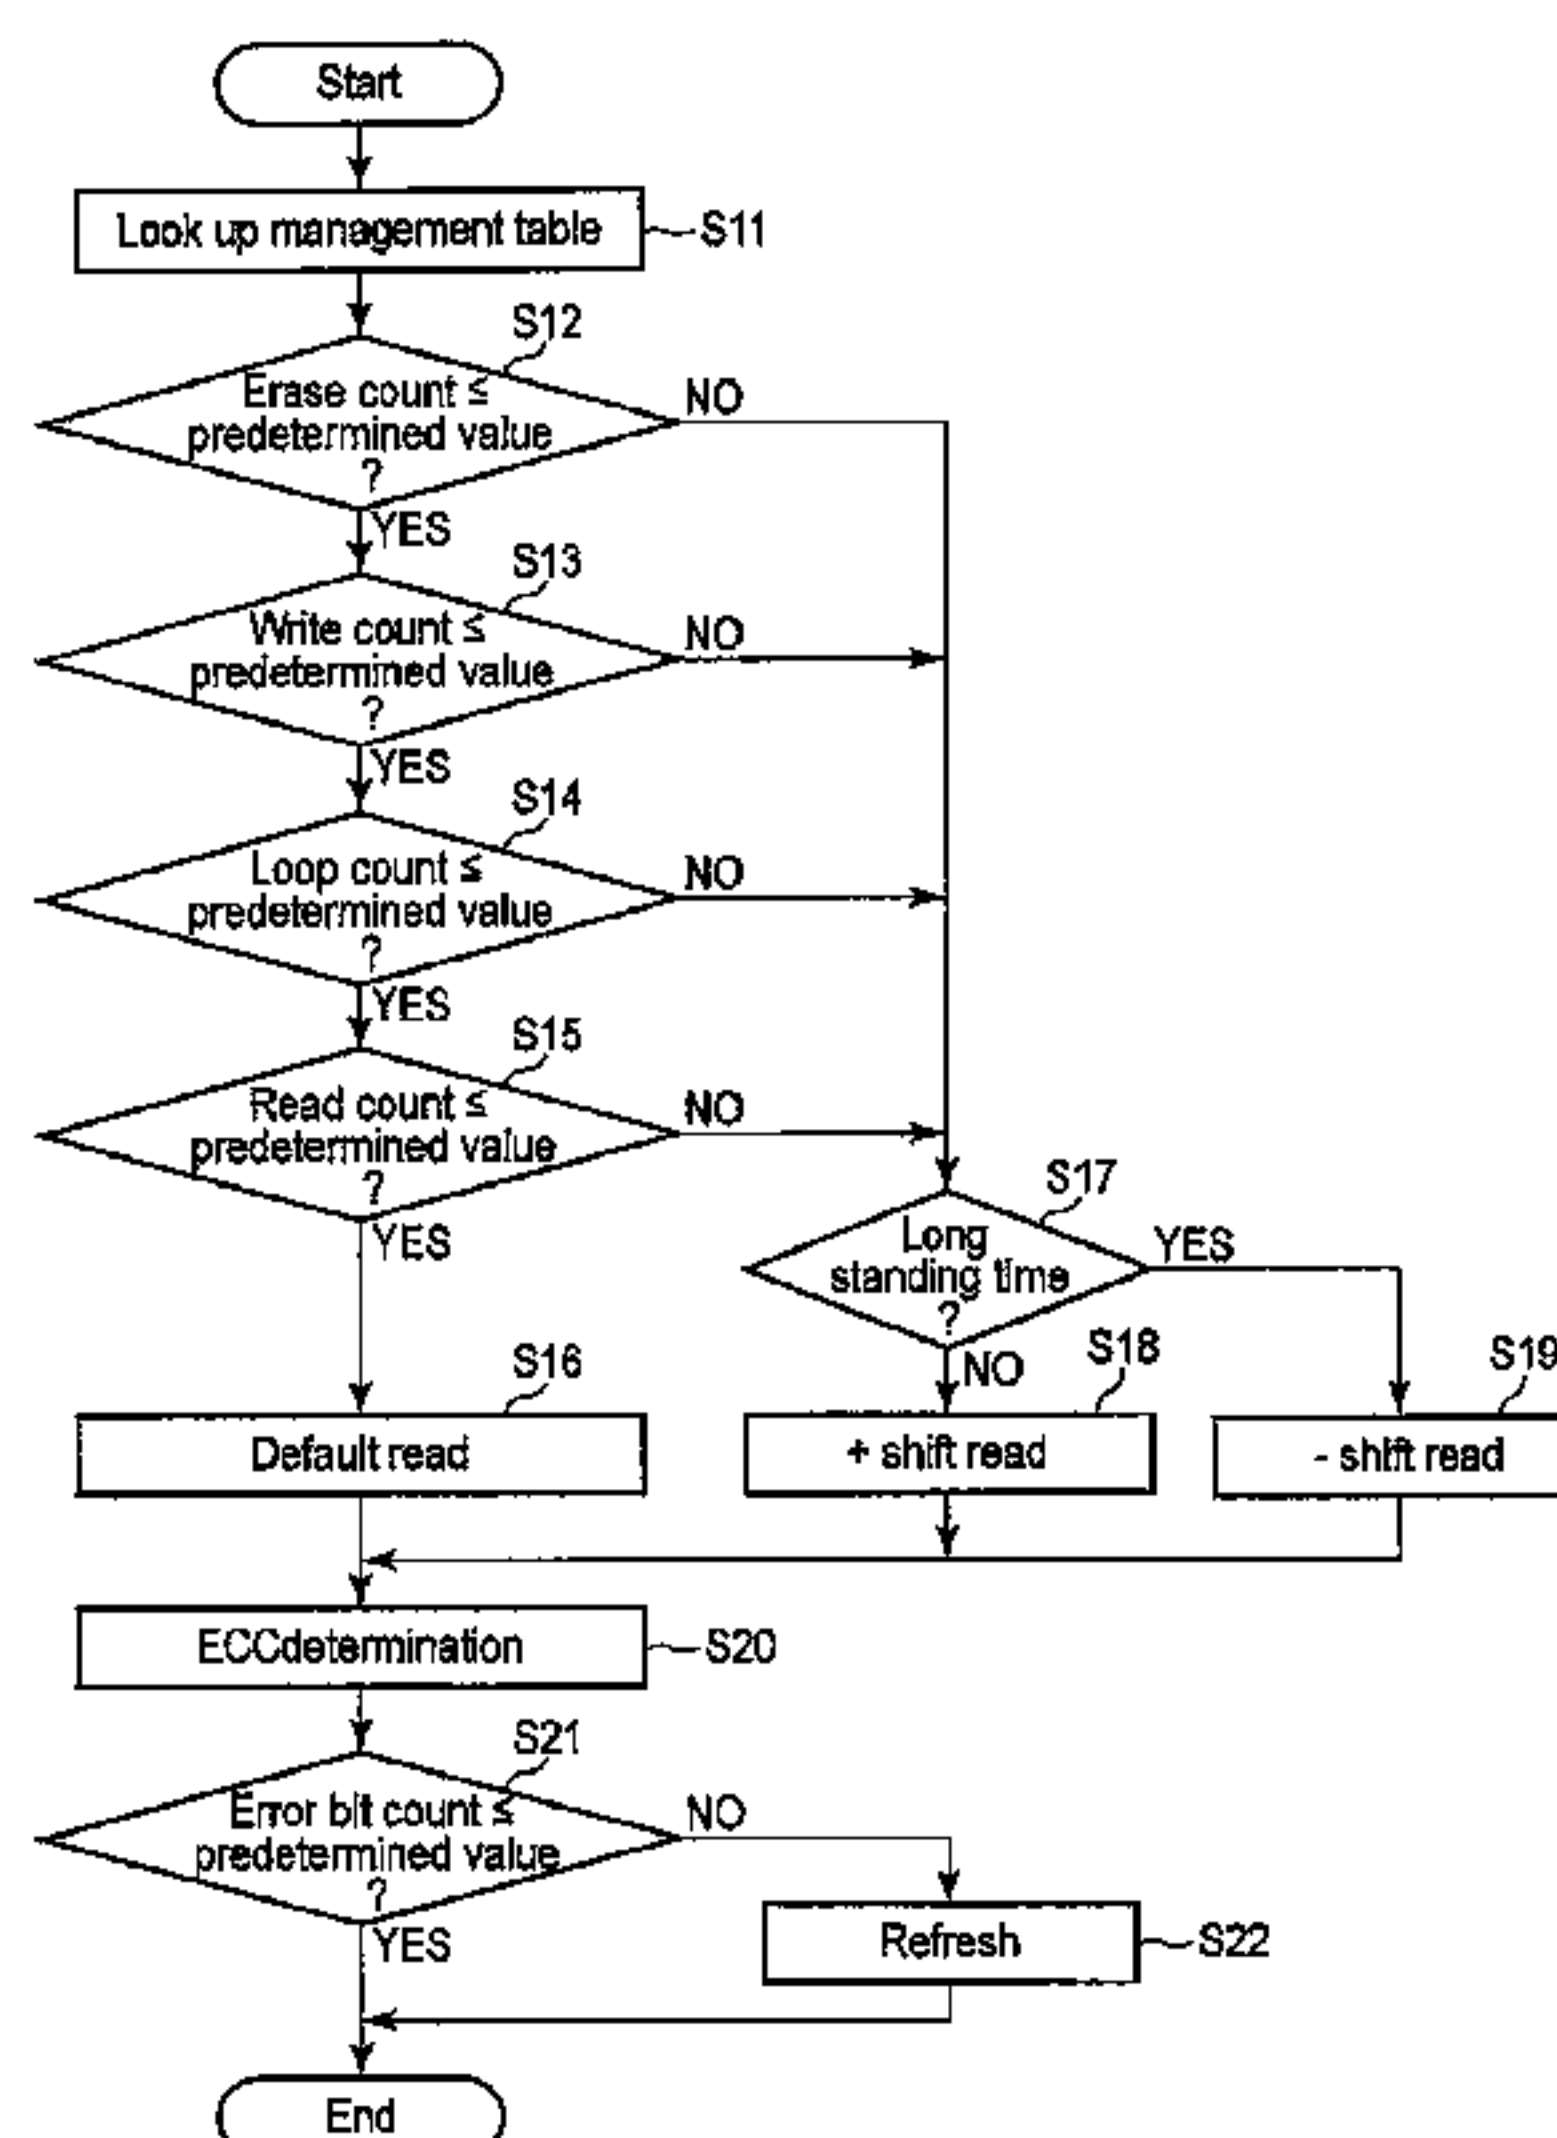 Start
Look up management table
S11
S12
Erase count ≤
predetermined value
?
NO
YES
S13
Write count ≤
predetermined value
?
NO
YES
S14
Loop count ≤
predetermined value
?
NO
YES
S15
Read count ≤
predetermined value
?
NO
YES
S17
Long
standing time
?
YES
NO
S16
Default read
S18
+ shift read
S19
- shift read
ECCdetermination
S20
S21
Error bit count ≤
predetermined value
?
NO
YES
Refresh
S22
End